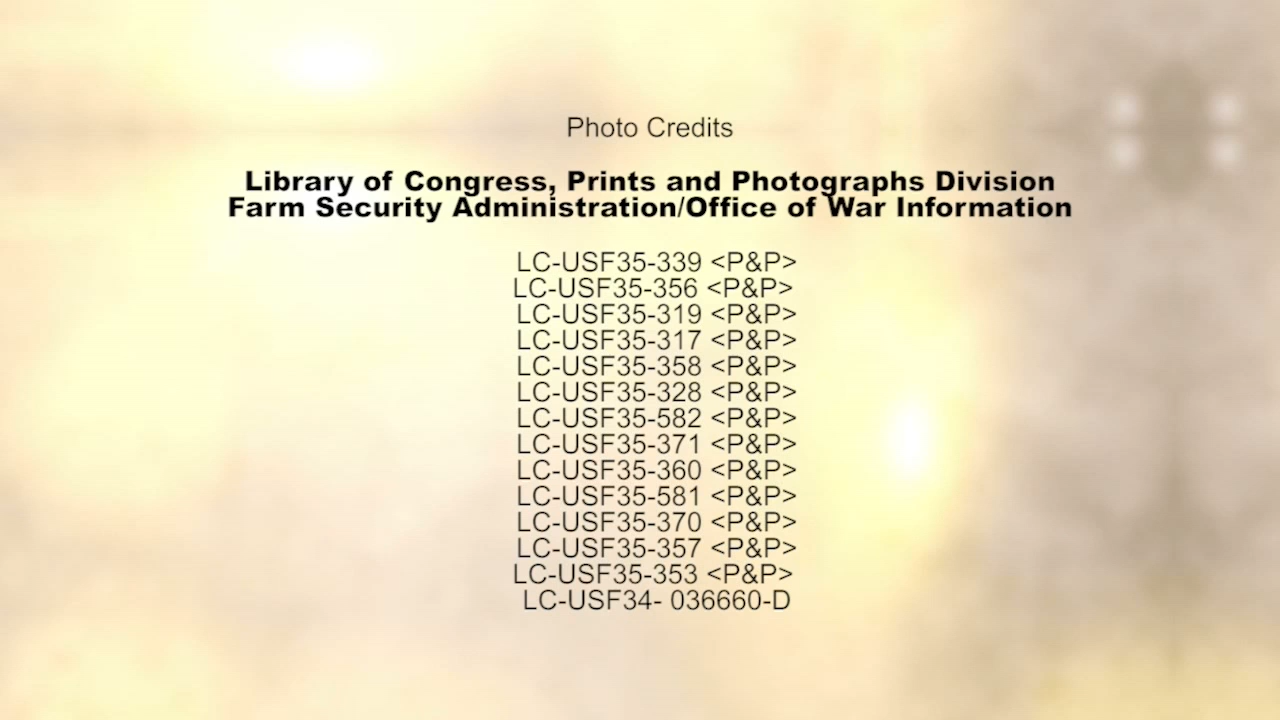 Photo Credits
Library of Congress, Prints and Photographs Division
Farm Security Administration/Office of War Information
LC-USF35-339 <P&P>
LC-USF35-356 <P&P>
LC-USF35-319 <P&P>
LC-USF35-317 <P&P>
LC-USF35-358 <P&P>
LC-USF35-328 <P&P>
LC-USF35-582 <P&P>
LC-USF35-371 <P&P>
LC-USF35-360 <P&P>
LC-USF35-581 <P&P>
LC-USF35-370 <P&P>
LC-USF35-357 <P&P>
LC-USF35-353 <P&P>
LC-USF34- 036660-D